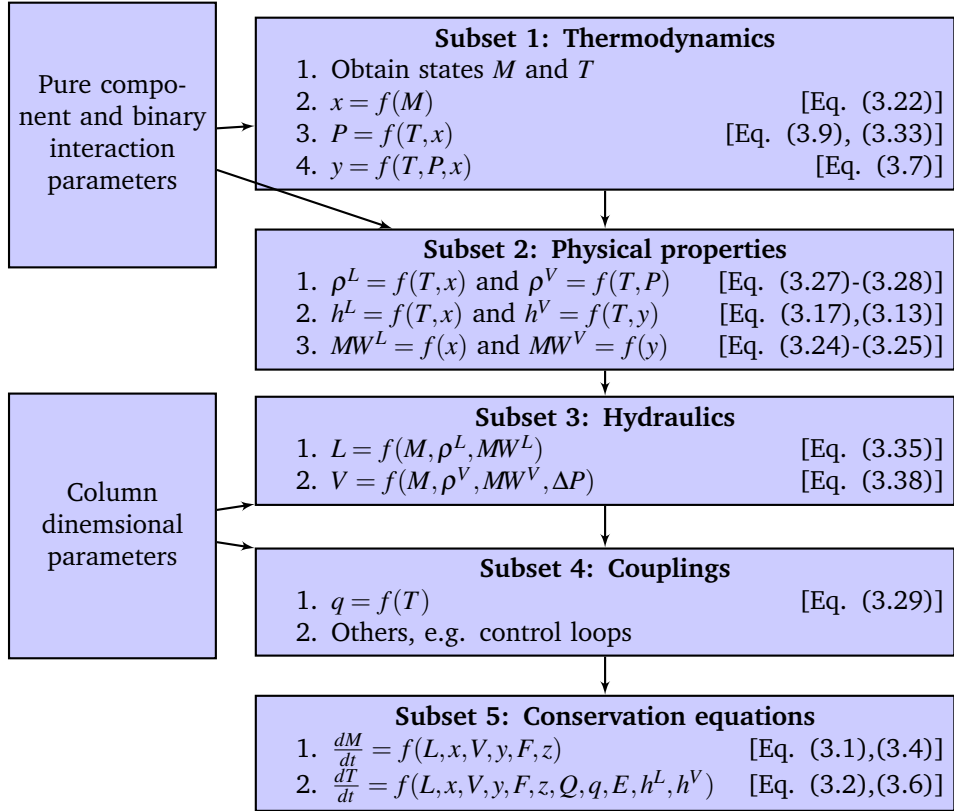 Pure compo-
nent and binary
interaction
parameters
Subset 1: Thermodynamics
1. Obtain states M and T
2. x = f(M) [Eq. (3.22)]
3. P = f(T,x) [Eq. (3.9), (3.33)]
4. y = f(T,P,x) [Eq. (3.7)]
Subset 2: Physical properties
1. ρ^L = f(T,x) and ρ^V = f(T,P) [Eq. (3.27)-(3.28)]
2. h^L = f(T,x) and h^V = f(T,y) [Eq. (3.17),(3.13)]
3. MW^L = f(x) and MW^V = f(y) [Eq. (3.24)-(3.25)]
Column
dinemsional
parameters
Subset 3: Hydraulics
1. L = f(M,ρ^L,MW^L) [Eq. (3.35)]
2. V = f(M,ρ^V,MW^V,ΔP) [Eq. (3.38)]
Subset 4: Couplings
1. q = f(T) [Eq. (3.29)]
2. Others, e.g. control loops
Subset 5: Conservation equations
1. dM/dt = f(L,x,V,y,F,z) [Eq. (3.1),(3.4)]
2. dT/dt = f(L,x,V,y,F,z,Q,q,E,h^L,h^V) [Eq. (3.2),(3.6)]